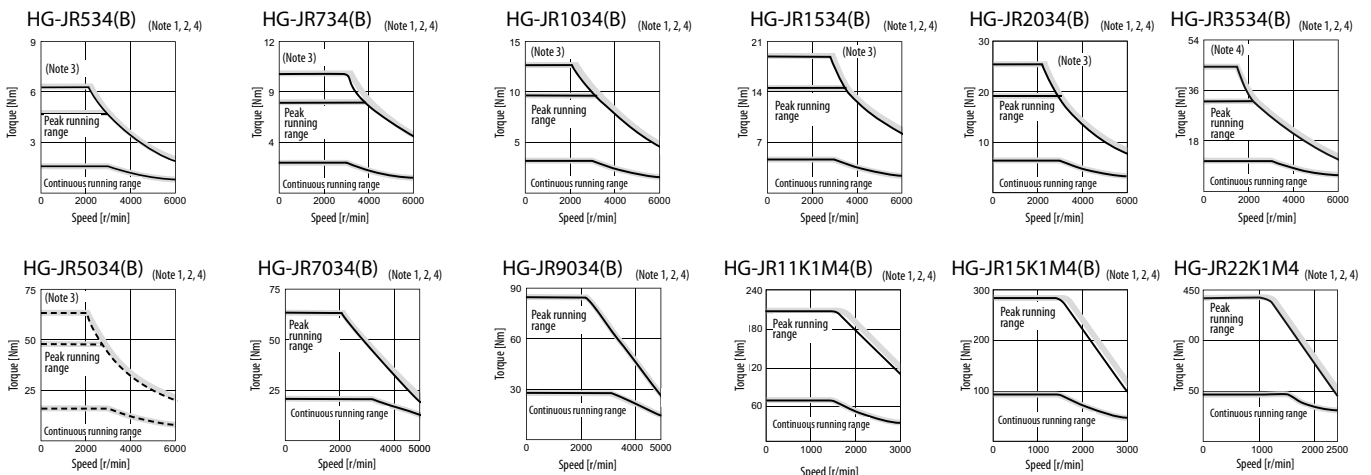 HG-JR534(B) (Note 1, 2, 4)
9
6
3
Torque [Nm]
(Note 3)
Peak running
range
Continuous running range
0 2000 4000 6000
Speed [r/min]
HG-JR734(B) (Note 1, 2, 4)
12
9
4
Torque [Nm]
(Note 3)
Peak
running
range
Continuous running range
0 2000 4000 6000
Speed [r/min]
HG-JR1034(B) (Note 1, 2, 4)
15
10
5
Torque [Nm]
(Note 3)
Peak running
range
Continuous running range
0 2000 4000 6000
Speed [r/min]
HG-JR1534(B) (Note 1, 2, 4)
21
14
7
Torque [Nm]
(Note 3)
Peak running
range
Continuous running range
0 2000 4000 6000
Speed [r/min]
HG-JR2034(B) (Note 1, 2, 4)
30
20
10
Torque [Nm]
(Note 3)
Peak running
range
Continuous running range
0 2000 4000 6000
Speed [r/min]
HG-JR3534(B) (Note 1, 2, 4)
54
36
18
Torque [Nm]
(Note 4)
Peak
running
range
Continuous running range
0 2000 4000 6000
Speed [r/min]
HG-JR5034(B) (Note 1, 2, 4)
75
50
25
Torque [Nm]
(Note 3)
Peak
running
range
Continuous running range
0 2000 4000 6000
Speed [r/min]
HG-JR7034(B) (Note 1, 2, 4)
75
50
25
Torque [Nm]
Peak
running
range
Continuous running range
0 2000 4000 5000
Speed [r/min]
HG-JR9034(B) (Note 1, 2, 4)
90
60
30
Torque [Nm]
Peak running
range
Continuous running range
0 2000 4000 5000
Speed [r/min]
HG-JR11K1M4(B) (Note 1, 2, 4)
240
180
120
60
Torque [Nm]
Peak running
range
Continuous running range
0 1000 2000 3000
Speed [r/min]
HG-JR15K1M4(B) (Note 1, 2, 4)
300
200
100
Torque [Nm]
Peak running
range
Continuous running range
0 1000 2000 3000
Speed [r/min]
HG-JR22K1M4 (Note 1, 2, 4)
450
00
50
Torque [Nm]
Peak running
range
Continuous running range
0 1000 2000 2500
Speed [r/min]